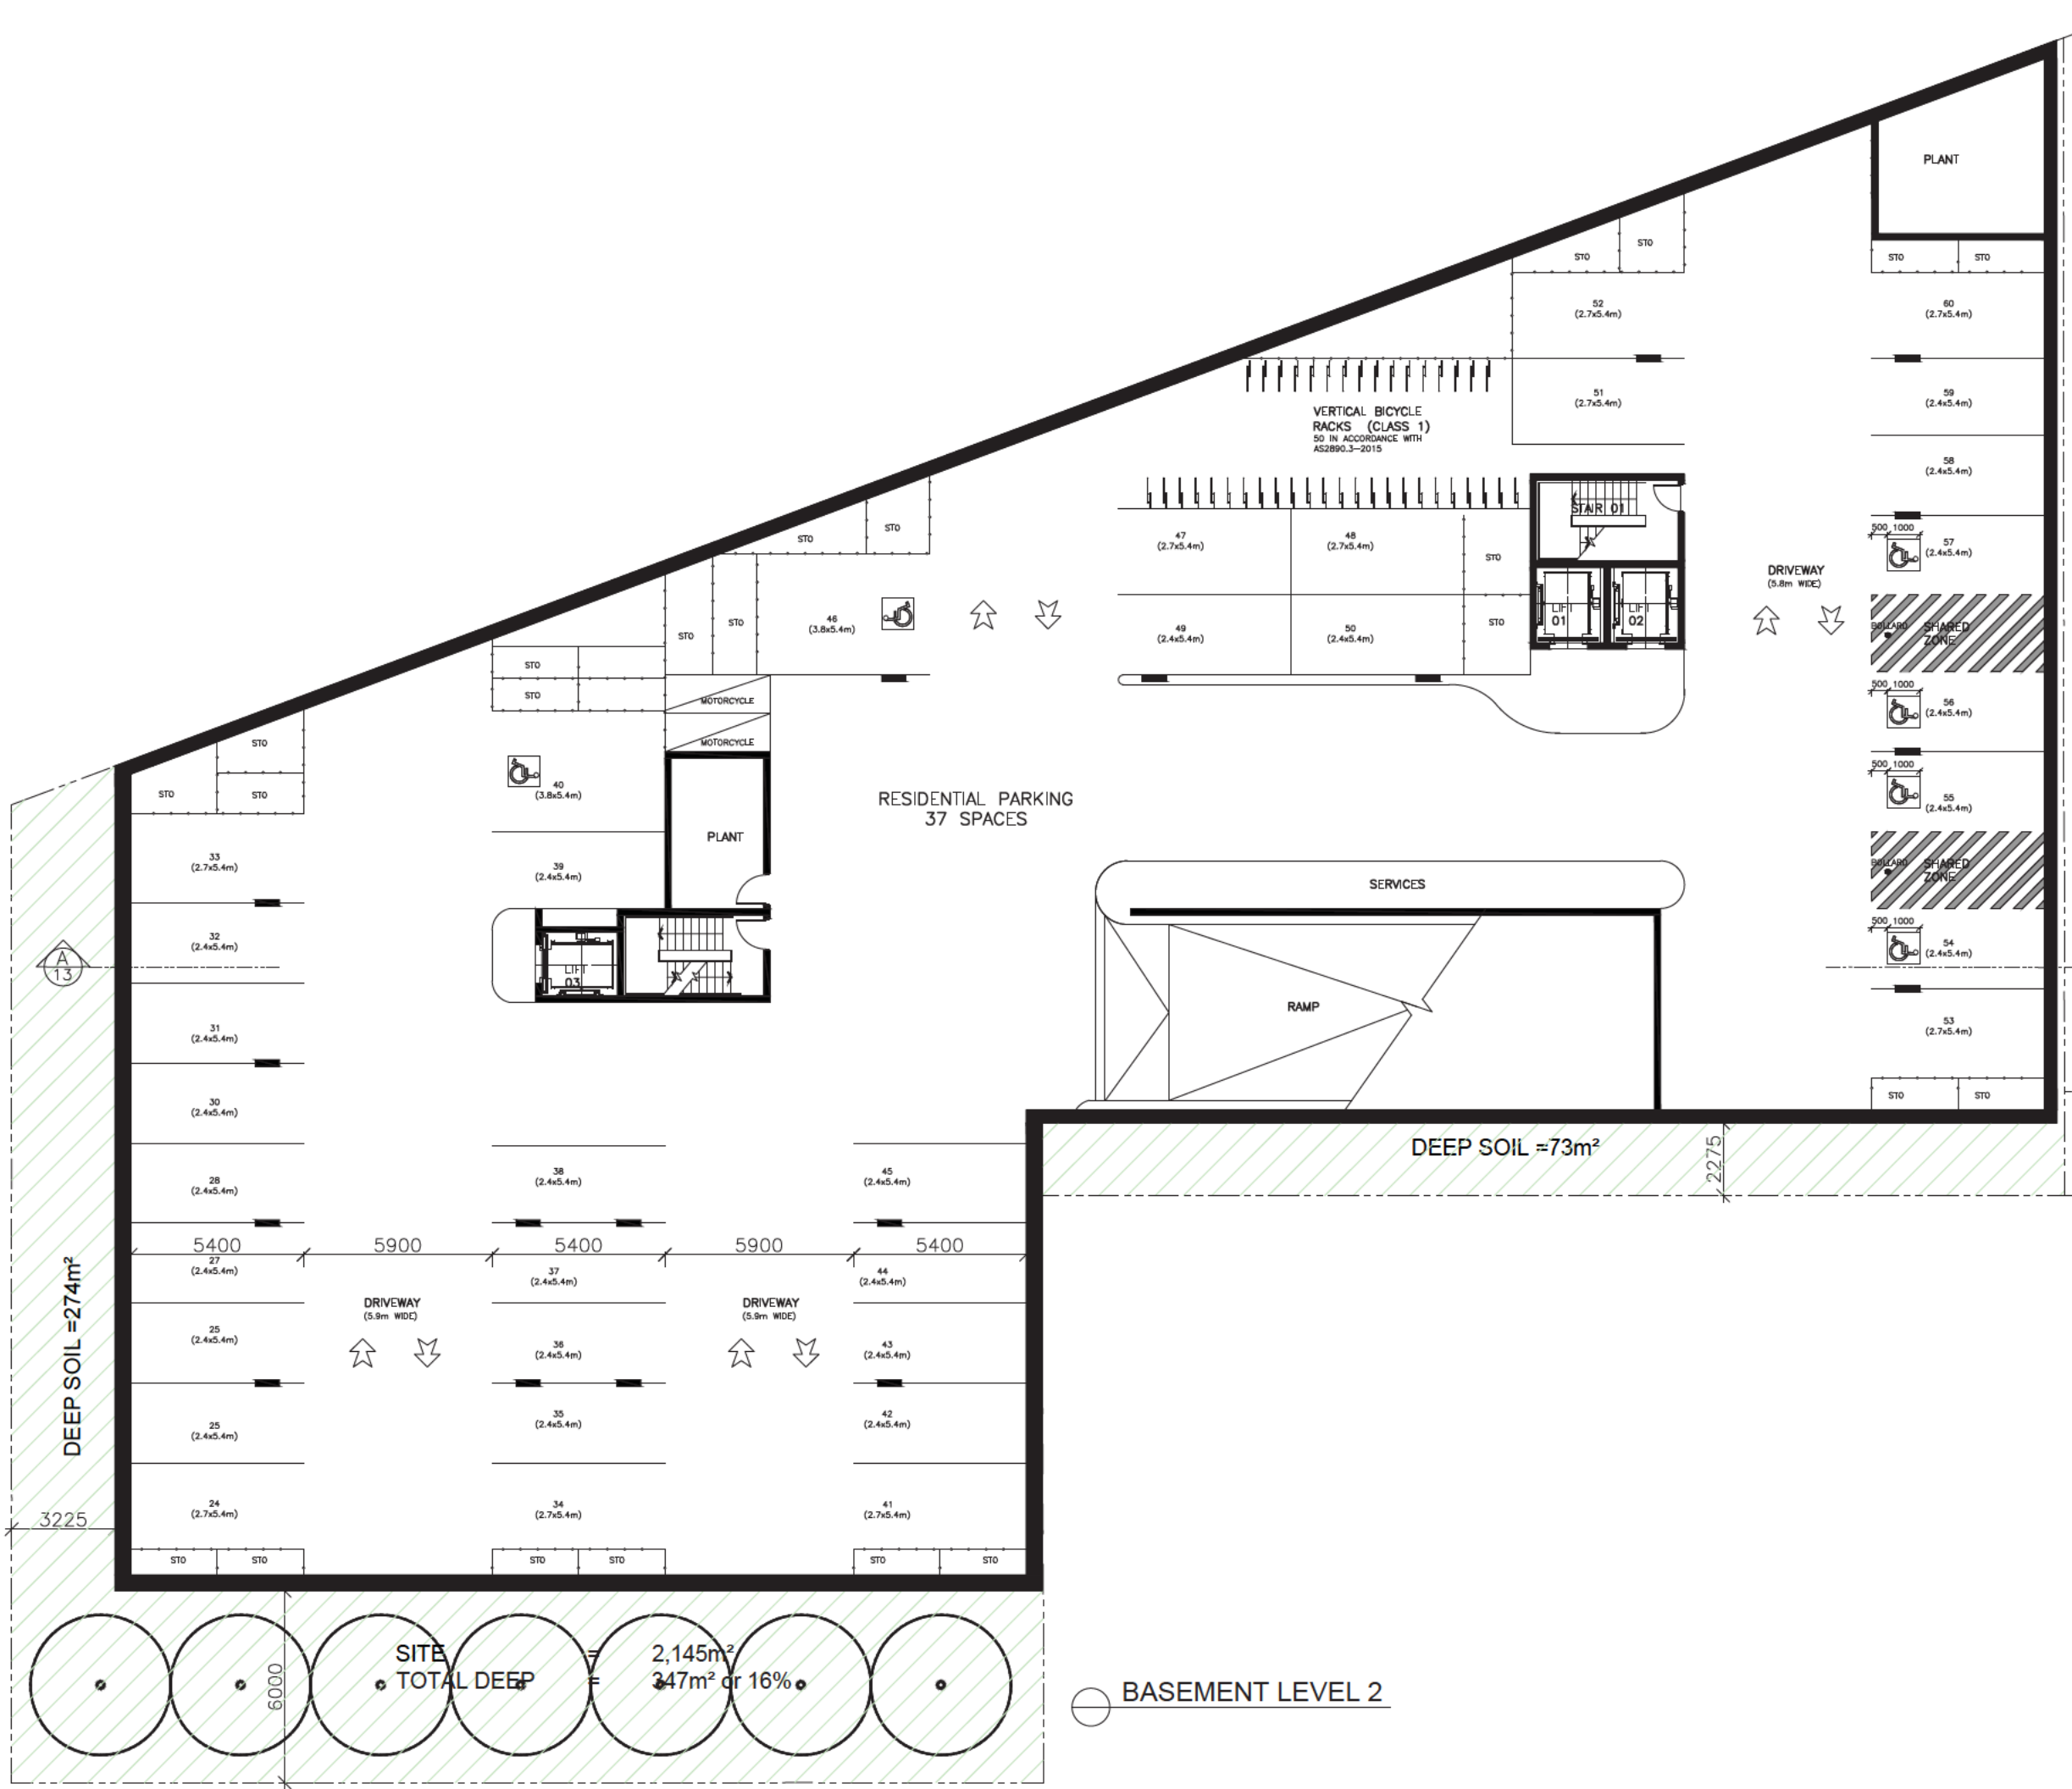 PLANT
STO
STO
STO
STO
52
(2.7x5.4m)
60
(2.7x5.4m)
51
(2.7x5.4m)
59
(2.4x5.4m)
VERTICAL BICYCLE
RACKS (CLASS 1)
50 IN ACCORDANCE WITH
AS2890.3-2015
58
(2.4x5.4m)
STAIR 01
STO
STO
47
(2.7x5.4m)
48
(2.7x5.4m)
STO
500 1000
57
(2.4x5.4m)
DRIVEWAY
(5.8m WIDE)
LIFT
01
LIFT
02
STO
STO
46
(3.8x5.4m)
49
(2.4x5.4m)
50
(2.4x5.4m)
STO
BOLLARD
SHARED
ZONE
STO
STO
MOTORCYCLE
MOTORCYCLE
500 1000
56
(2.4x5.4m)
STO
STO
STO
40
(3.8x5.4m)
RESIDENTIAL PARKING
37 SPACES
500 1000
55
(2.4x5.4m)
PLANT
33
(2.7x5.4m)
39
(2.4x5.4m)
SERVICES
BOLLARD
SHARED
ZONE
32
(2.4x5.4m)
A
13
LIFT
03
500 1000
54
(2.4x5.4m)
RAMP
31
(2.4x5.4m)
53
(2.7x5.4m)
30
(2.4x5.4m)
STO
STO
DEEP SOIL =73m²
2275
28
(2.4x5.4m)
38
(2.4x5.4m)
45
(2.4x5.4m)
5400
5900
5400
5900
5400
27
(2.4x5.4m)
37
(2.4x5.4m)
44
(2.4x5.4m)
DRIVEWAY
(5.9m WIDE)
DRIVEWAY
(5.9m WIDE)
DEEP SOIL =274m²
25
(2.4x5.4m)
36
(2.4x5.4m)
43
(2.4x5.4m)
25
(2.4x5.4m)
35
(2.4x5.4m)
42
(2.4x5.4m)
24
(2.7x5.4m)
34
(2.7x5.4m)
41
(2.7x5.4m)
3225
STO
STO
STO
STO
STO
STO
SITE = 2,145m²
TOTAL DEEP = 347m² or 16%
6000
BASEMENT LEVEL 2